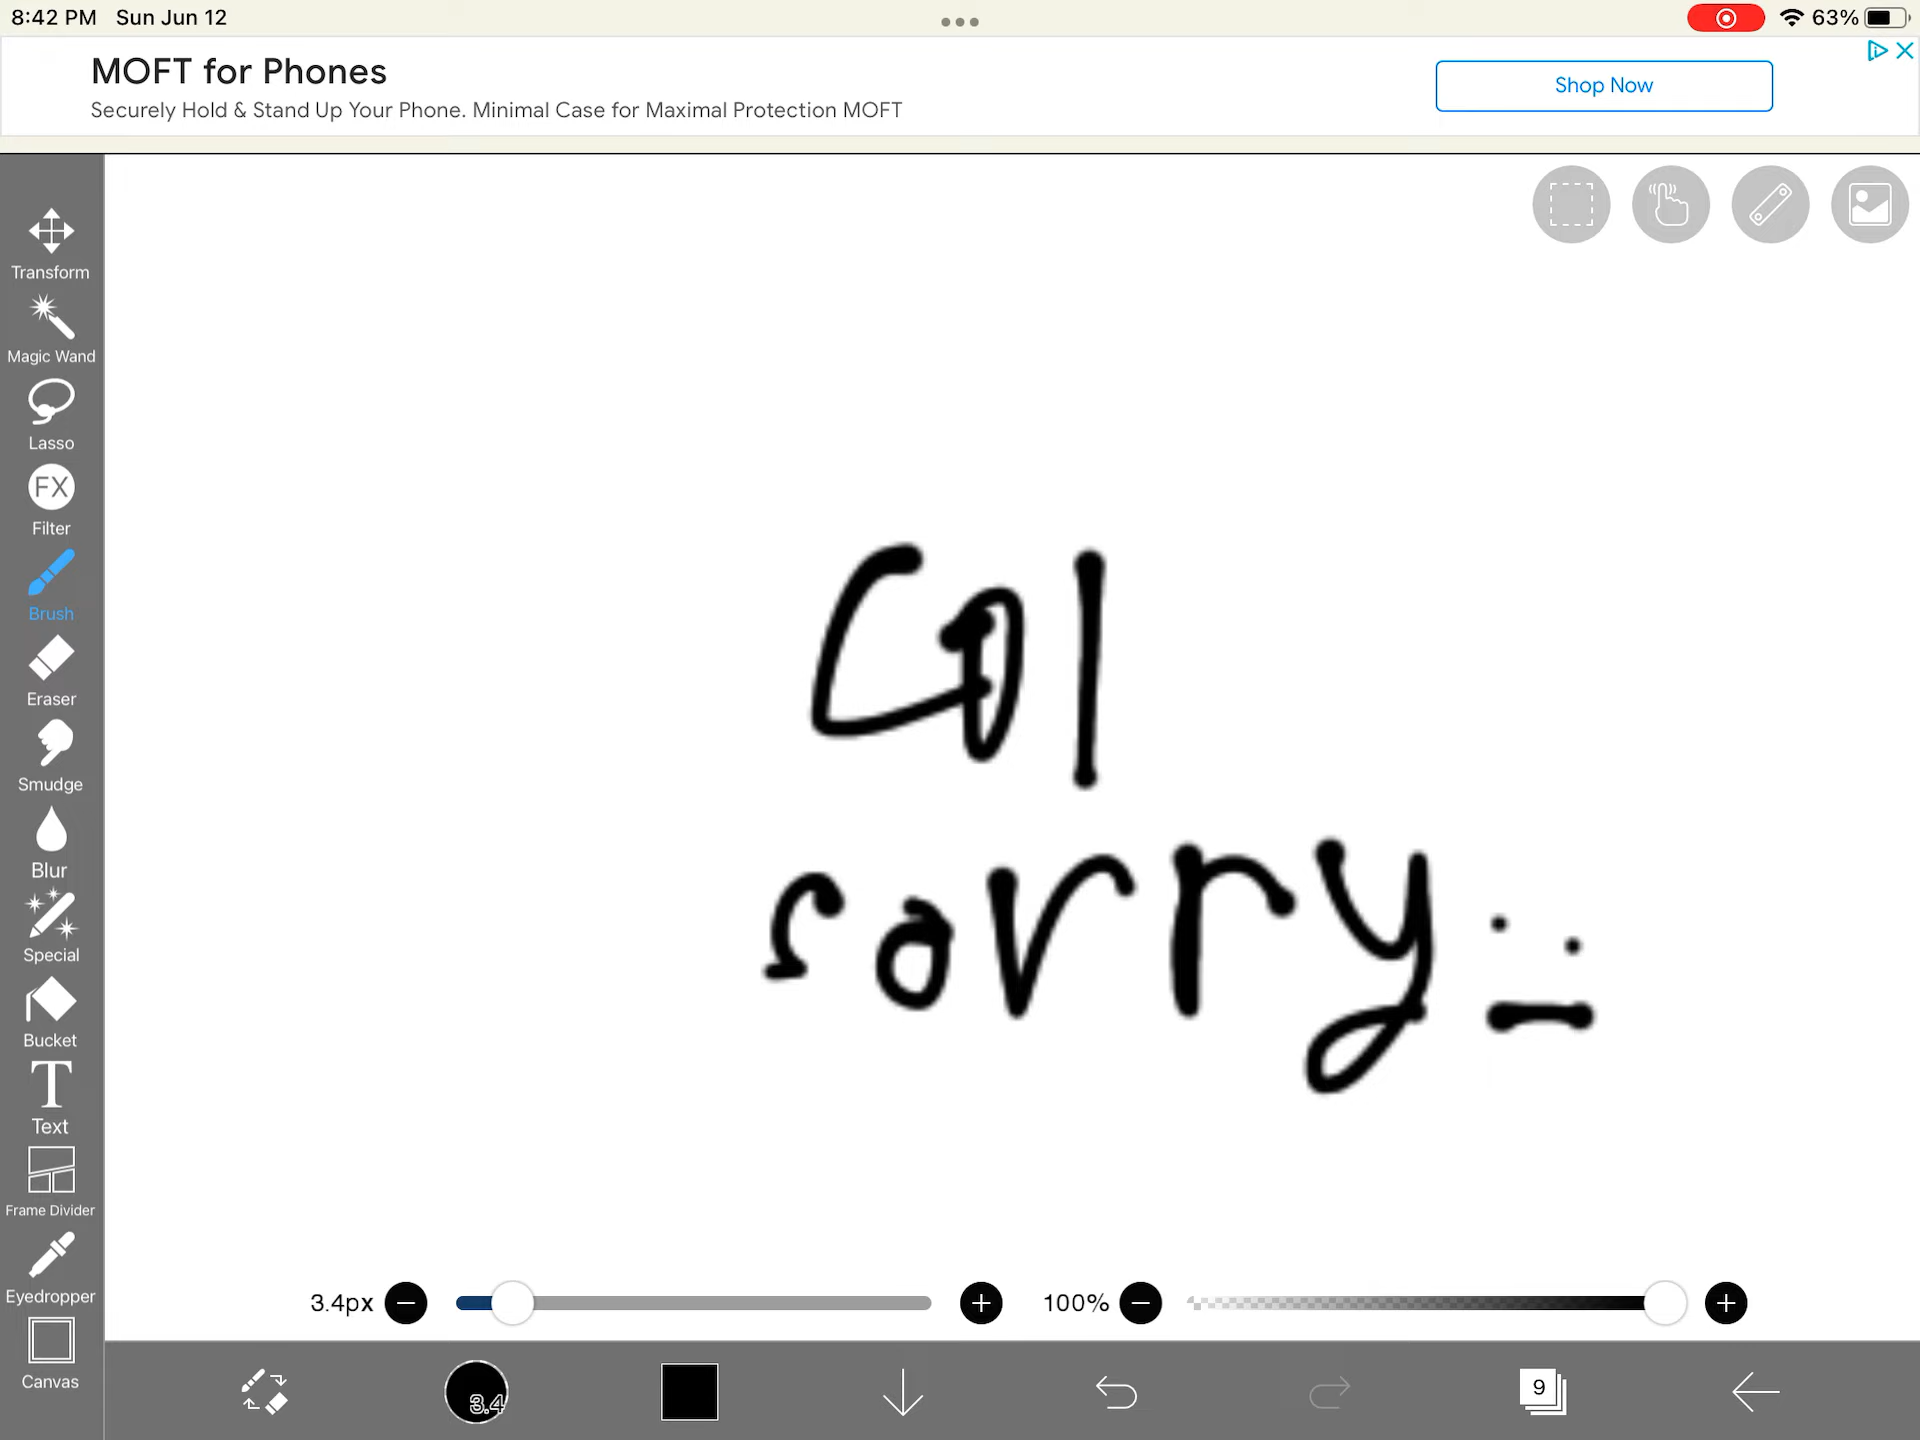 8:42 PM Sun Jun 12
63%
MOFT for Phones
Securely Hold & Stand Up Your Phone. Minimal Case for Maximal Protection MOFT
Shop Now
Transform
Magic Wand
Lasso
FX
Filter
Brush
Eraser
Smudge
Blur
Special
Bucket
T
Text
Frame Divider
Eyedropper
Canvas
sorry
3.4px
100%
3.4
9